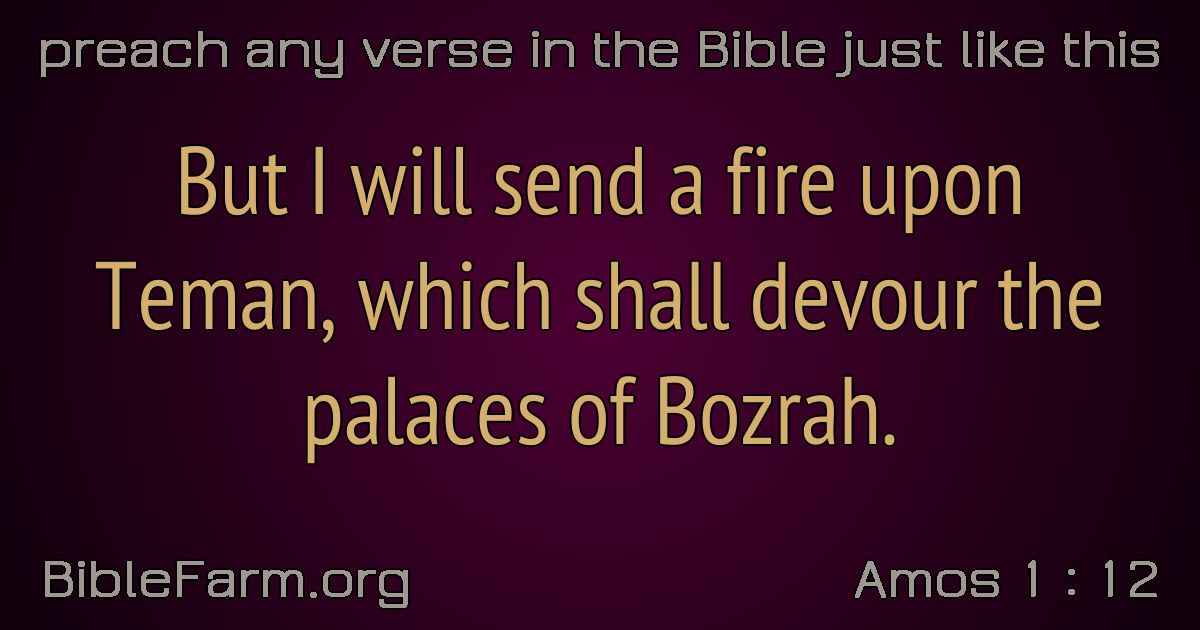 preach any verse in the Bible just like this
But I will send a fire upon
Teman, which shall devour the
palaces of Bozrah.
BibleFarm.org
Amos 1 : 12